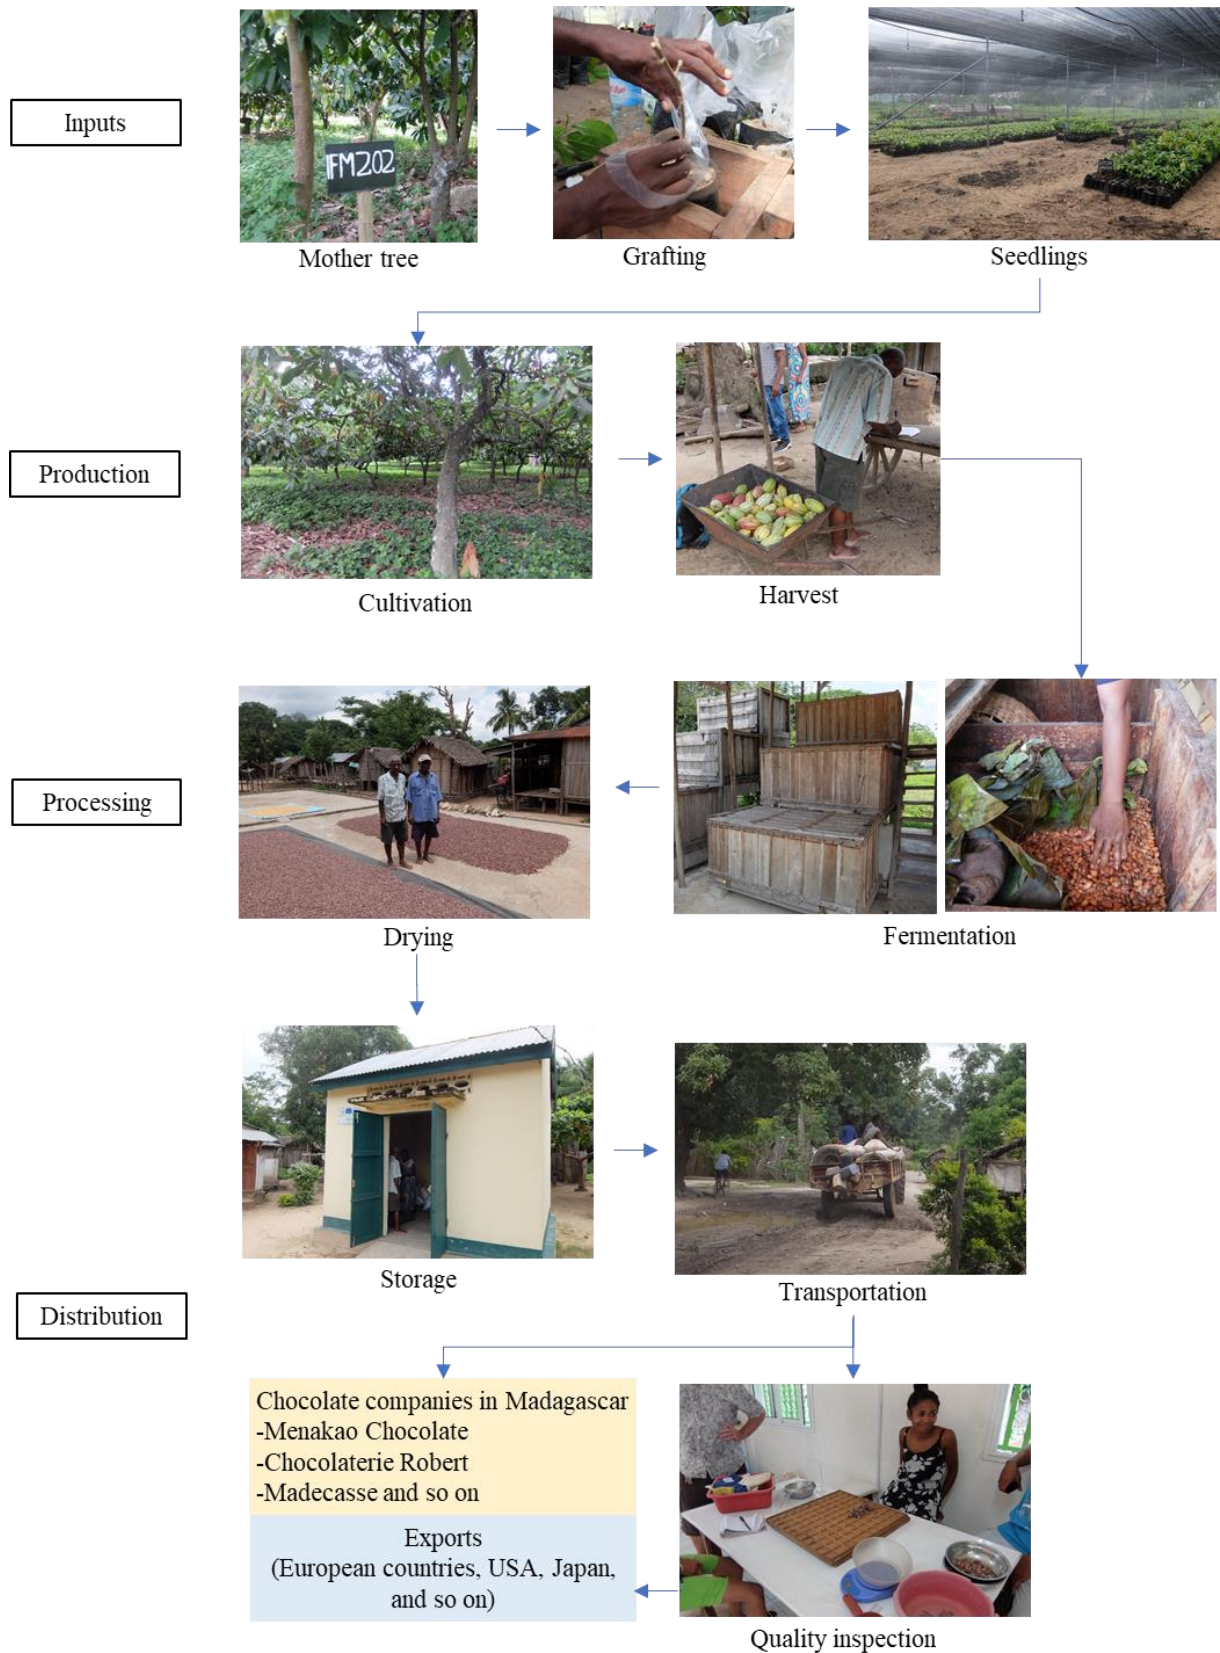 Inputs
IFM202
Mother tree
Grafting
Seedlings
Production
Cultivation
Harvest
Processing
Drying
Fermentation
Storage
Transportation
Distribution
Chocolate companies in Madagascar
-Menakao Chocolate
-Chocolaterie Robert
-Madecasse and so on
Exports
(European countries, USA, Japan,
and so on)
Quality inspection